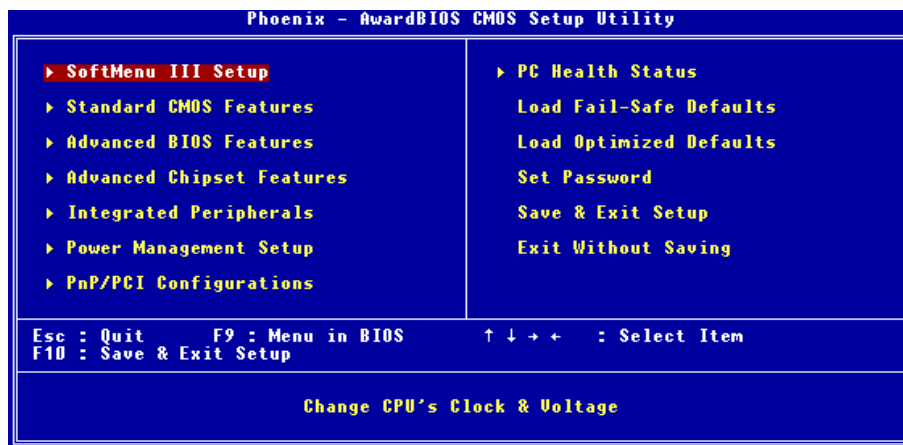 Phoenix - AwardBIOS CMOS Setup Utility
▸ SoftMenu III Setup
▸ Standard CMOS Features
▸ Advanced BIOS Features
▸ Advanced Chipset Features
▸ Integrated Peripherals
▸ Power Management Setup
▸ PnP/PCI Configurations
▸ PC Health Status
Load Fail-Safe Defaults
Load Optimized Defaults
Set Password
Save & Exit Setup
Exit Without Saving
Esc : Quit F9 : Menu in BIOS ↑ ↓ → ← : Select Item
F10 : Save & Exit Setup
Change CPU's Clock & Voltage